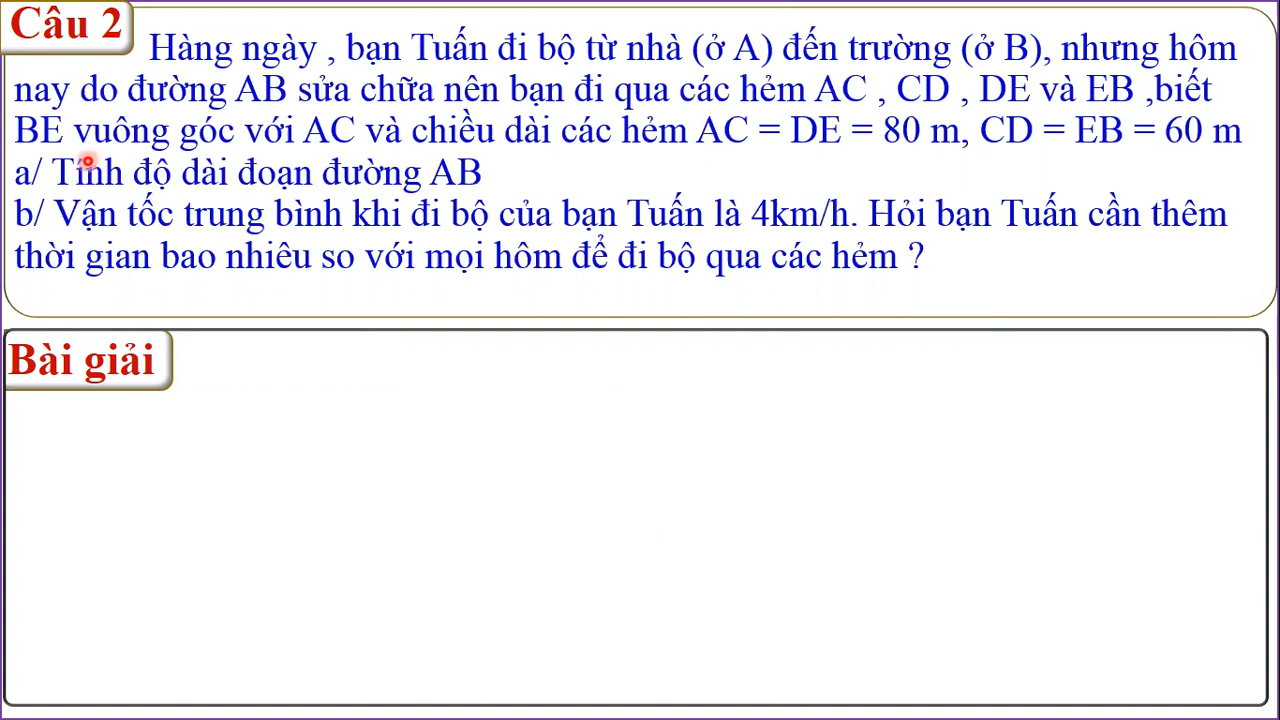 Câu 2
Hàng ngày , bạn Tuấn đi bộ từ nhà (ở A) đến trường (ở B), nhưng hôm
nay do đường AB sửa chữa nên bạn đi qua các hẻm AC , CD , DE và EB ,biết
BE vuông góc với AC và chiều dài các hẻm AC = DE = 80 m, CD = EB = 60 m
a/ Tính độ dài đoạn đường AB
b/ Vận tốc trung bình khi đi bộ của bạn Tuấn là 4km/h. Hỏi bạn Tuấn cần thêm
thời gian bao nhiêu so với mọi hôm để đi bộ qua các hẻm ?
Bài giải